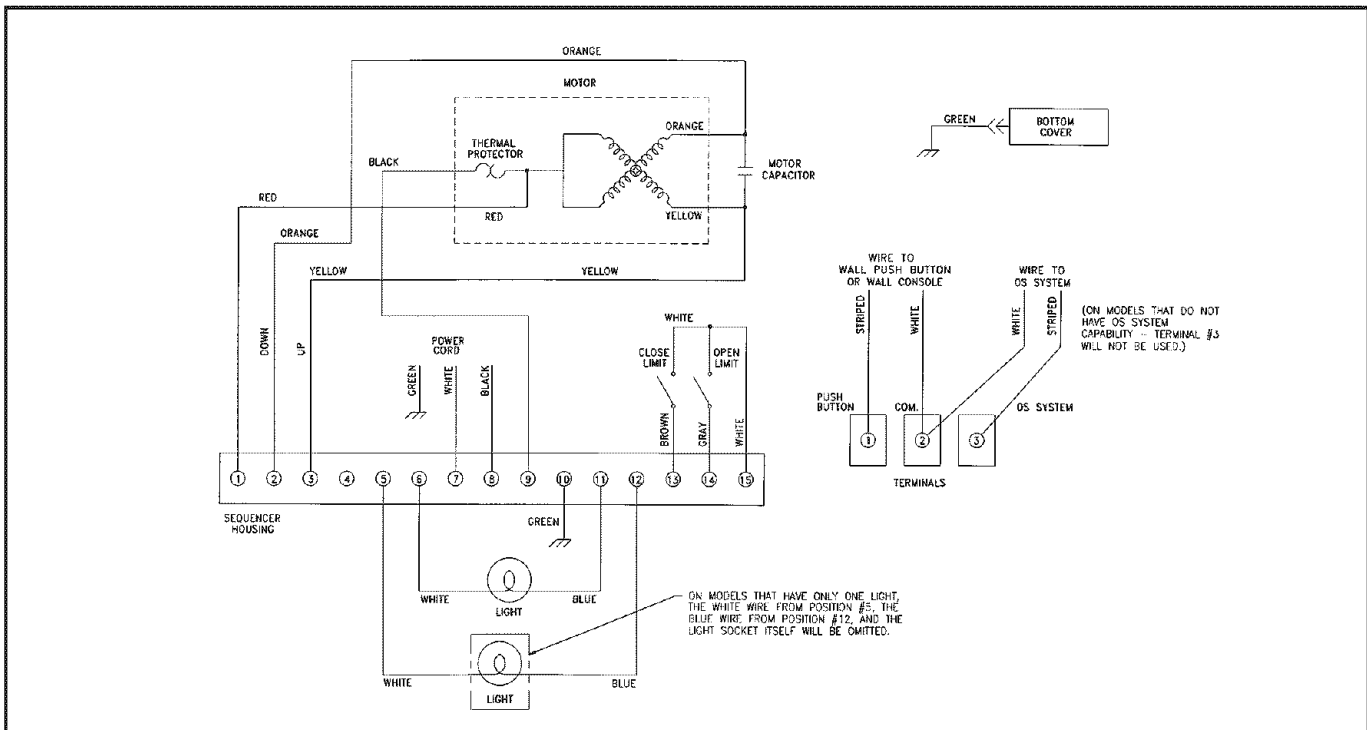 ORANGE
MOTOR
ORANGE
THERMAL
PROTECTOR
BLACK
MOTOR
CAPACITOR
RED
RED
YELLOW
ORANGE
YELLOW
YELLOW
DOWN
UP
GREEN
BOTTOM
COVER
WIRE TO
WALL PUSH BUTTON
OR WALL CONSOLE
WIRE TO
OS SYSTEM
STRIPED
WHITE
WHITE
STRIPED
(ON MODELS THAT DO NOT
HAVE OS SYSTEM
CAPABILITY - TERMINAL #3
WILL NOT BE USED.)
WHITE
POWER
CORD
CLOSE
LIMIT
OPEN
LIMIT
GREEN
WHITE
BLACK
BROWN
GRAY
WHITE
PUSH
BUTTON
COM.
OS SYSTEM
1
2
3
TERMINALS
1 2 3 4 5 6 7 8 9 10 11 12 13 14 15
SEQUENCER
HOUSING
GREEN
WHITE
LIGHT
BLUE
ON MODELS THAT HAVE ONLY ONE LIGHT,
THE WHITE WIRE FROM POSITION #5, THE
BLUE WIRE FROM POSITION #12, AND THE
LIGHT SOCKET ITSELF WILL BE OMITTED.
WHITE
LIGHT
BLUE